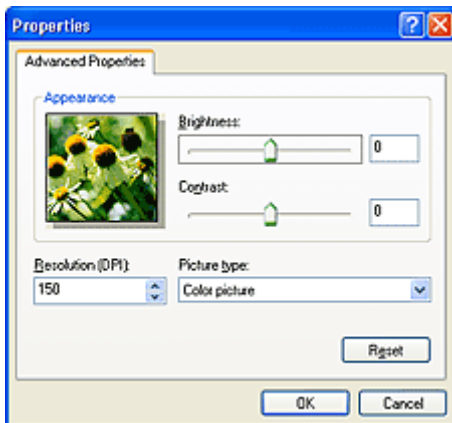 Properties
Advanced Properties
Appearance
Brightness:
0
Contrast:
0
Resolution (DPI):
150
Picture type:
Color picture
Reset
OK
Cancel